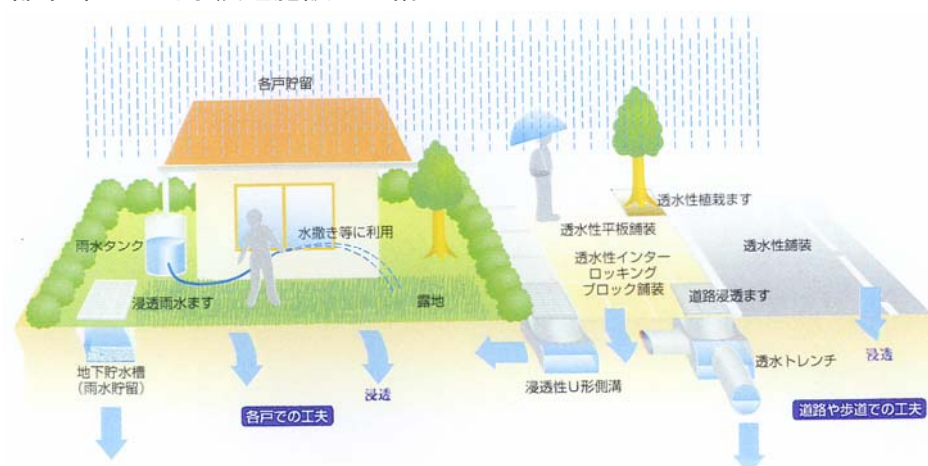 各戸貯留
透水性植栽ます
雨水タンク
水撒き等に利用
透水性平板舗装
透水性舗装
透水性インター
ロッキング
ブロック舗装
浸透雨水ます
露地
道路浸透ます
地下貯水槽
(雨水貯留)
浸透
浸透性U形側溝
透水トレンチ
浸透
各戸での工夫
道路や歩道での工夫